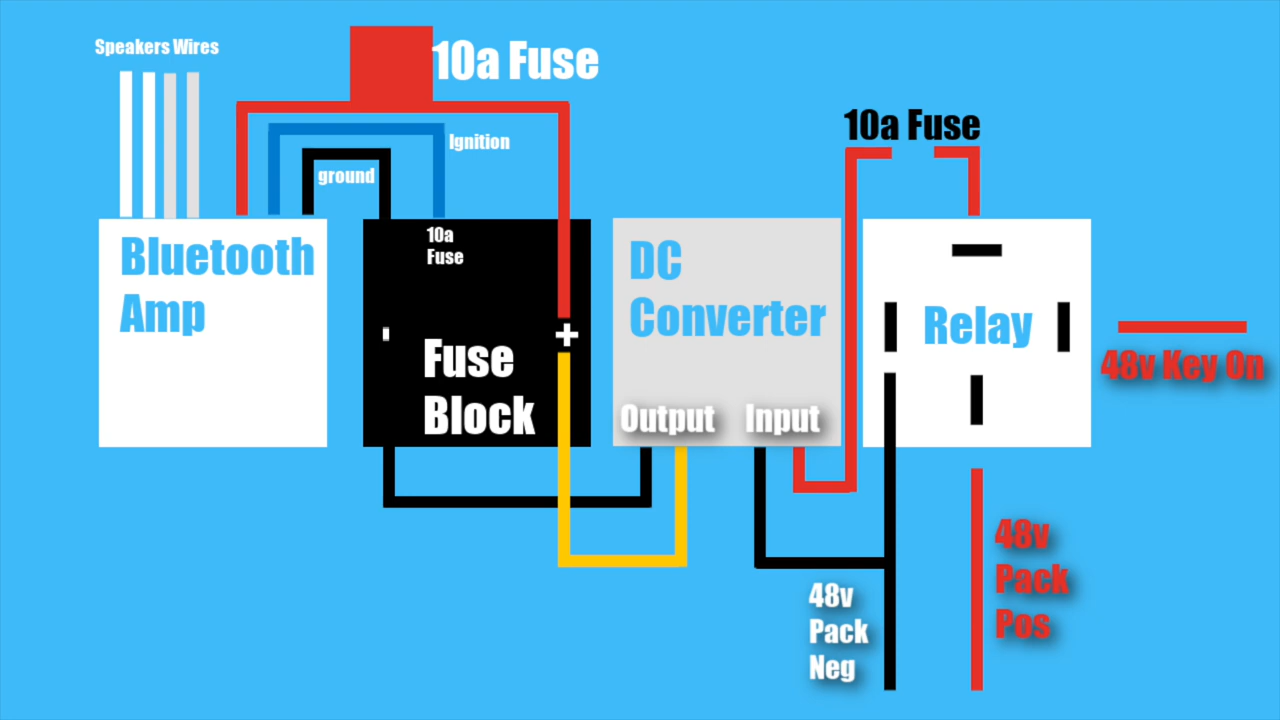 Speakers Wires
10a Fuse
Ignition
ground
10a Fuse
Bluetooth
Amp
10a
Fuse
-
+
Fuse
Block
DC
Converter
Output
Input
Relay
48v Key On
48v
Pack
Neg
48v
Pack
Pos